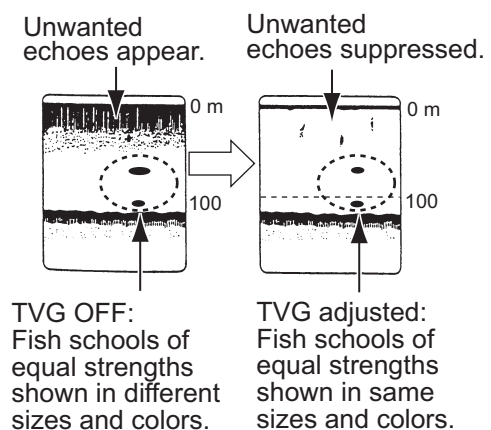 Unwanted
echoes appear.
Unwanted
echoes suppressed.
0 m
100
0 m
100
TVG OFF:
Fish schools of
equal strengths
shown in different
sizes and colors.
TVG adjusted:
Fish schools of
equal strengths
shown in same
sizes and colors.